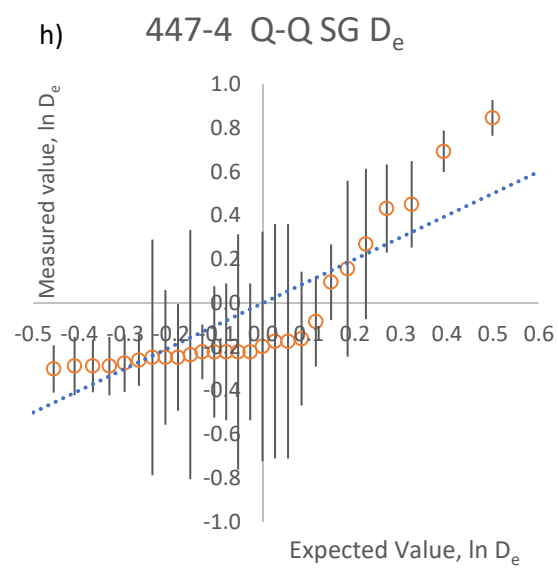 h)
447-4 Q-Q SG Dₑ
Measured value, ln Dₑ
1.0
0.8
0.6
0.4
0.2
0.0
-0.2
-0.4
-0.6
-0.8
-1.0
-0.5 -0.4 -0.3 -0.2 -0.1 0.0 0.1 0.2 0.3 0.4 0.5 0.6
Expected Value, ln Dₑ